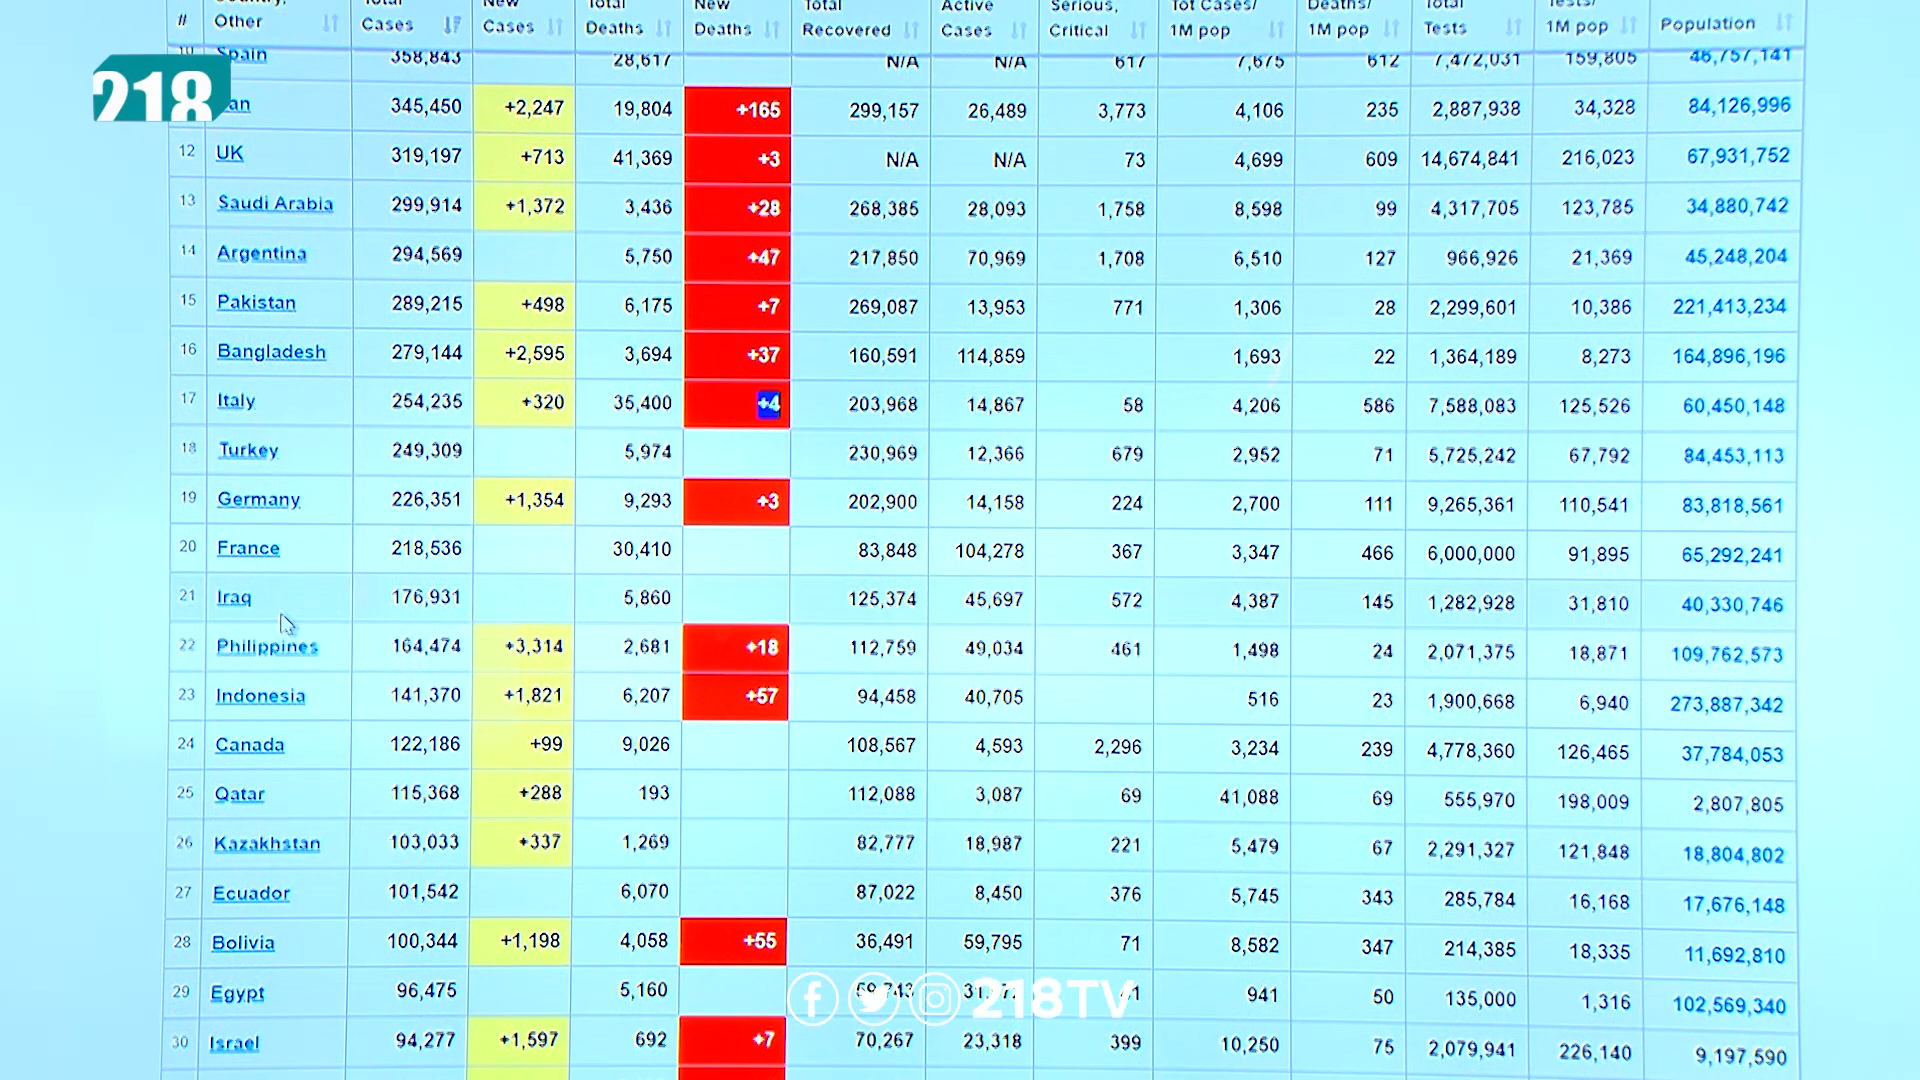 # Country, Other Total Cases New Cases Total Deaths New Deaths Total Recovered Active Cases Serious, Critical Tot Cases/ 1M pop Deaths/ 1M pop Total Tests Tests/ 1M pop Population
218
10 Spain 358,843 28,617 N/A N/A 617 7,675 612 7,472,031 159,805 46,757,141
an 345,450 +2,247 19,804 +165 299,157 26,489 3,773 4,106 235 2,887,938 34,328 84,126,996
12 UK 319,197 +713 41,369 +3 N/A N/A 73 4,699 609 14,674,841 216,023 67,931,752
13 Saudi Arabia 299,914 +1,372 3,436 +28 268,385 28,093 1,758 8,598 99 4,317,705 123,785 34,880,742
14 Argentina 294,569 5,750 +47 217,850 70,969 1,708 6,510 127 966,926 21,369 45,248,204
15 Pakistan 289,215 +498 6,175 +7 269,087 13,953 771 1,306 28 2,299,601 10,386 221,413,234
16 Bangladesh 279,144 +2,595 3,694 +37 160,591 114,859 1,693 22 1,364,189 8,273 164,896,196
17 Italy 254,235 +320 35,400 +4 203,968 14,867 58 4,206 586 7,588,083 125,526 60,450,148
18 Turkey 249,309 5,974 230,969 12,366 679 2,952 71 5,725,242 67,792 84,453,113
19 Germany 226,351 +1,354 9,293 +3 202,900 14,158 224 2,700 111 9,265,361 110,541 83,818,561
20 France 218,536 30,410 83,848 104,278 367 3,347 466 6,000,000 91,895 65,292,241
21 Iraq 176,931 5,860 125,374 45,697 572 4,387 145 1,282,928 31,810 40,330,746
22 Philippines 164,474 +3,314 2,681 +18 112,759 49,034 461 1,498 24 2,071,375 18,871 109,762,573
23 Indonesia 141,370 +1,821 6,207 +57 94,458 40,705 516 23 1,900,668 6,940 273,887,342
24 Canada 122,186 +99 9,026 108,567 4,593 2,296 3,234 239 4,778,360 126,465 37,784,053
25 Qatar 115,368 +288 193 112,088 3,087 69 41,088 69 555,970 198,009 2,807,805
26 Kazakhstan 103,033 +337 1,269 82,777 18,987 221 5,479 67 2,291,327 121,848 18,804,802
27 Ecuador 101,542 6,070 87,022 8,450 376 5,745 343 285,784 16,168 17,676,148
28 Bolivia 100,344 +1,198 4,058 +55 36,491 59,795 71 8,582 347 214,385 18,335 11,692,810
29 Egypt 96,475 5,160 941 50 135,000 1,316 102,569,340
218TV
30 Israel 94,277 +1,597 692 +7 70,267 23,318 399 10,250 75 2,079,941 226,140 9,197,590